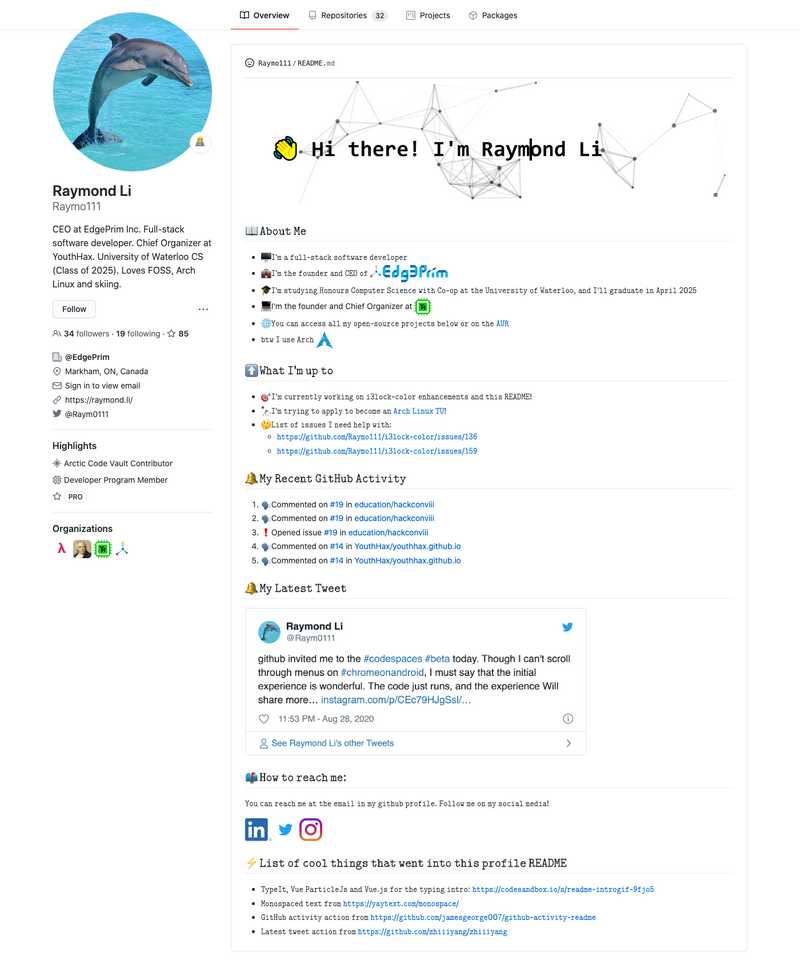 Overview
Repositories 32
Projects
Packages
Raymond Li
Raymo111
CEO at EdgePrim Inc. Full-stack
software developer. Chief Organizer at
YouthHax. University of Waterloo CS
(Class of 2025). Loves FOSS, Arch
Linux and skiing.
Follow
34 followers · 19 following · 85
@EdgePrim
Markham, ON, Canada
Sign in to view email
https://raymond.li/
@Raym0111
Highlights
Arctic Code Vault Contributor
Developer Program Member
PRO
Organizations
Raymo111 / README.md
Hi there! I'm Raymond Li
About Me
I'm a full-stack software developer
I'm the founder and CEO of Edg3Prim
I'm studying Honours Computer Science with Co-op at the University of Waterloo, and I'll graduate in April 2025
I'm the founder and Chief Organizer at
You can access all my open-source projects below or on the AUR
btw I use Arch
What I'm up to
I'm currently working on i3lock-color enhancements and this README!
I'm trying to apply to become an Arch Linux TU!
List of issues I need help with:
https://github.com/Raymo111/i3lock-color/issues/136
https://github.com/Raymo111/i3lock-color/issues/159
My Recent GitHub Activity
1. Commented on #19 in education/hackconviii
2. Commented on #19 in education/hackconviii
3. Opened issue #19 in education/hackconviii
4. Commented on #14 in YouthHax/youthhax.github.io
5. Commented on #14 in YouthHax/youthhax.github.io
My Latest Tweet
Raymond Li
@Raym0111
github invited me to the #codespaces #beta today. Though I can't scroll
through menus on #chromeonandroid, I must say that the initial
experience is wonderful. The code just runs, and the experience Will
share more… instagram.com/p/CEc79HJgSsI/…
11:53 PM - Aug 28, 2020
See Raymond Li's other Tweets
How to reach me:
You can reach me at the email in my github profile. Follow me on my social media!
in
List of cool things that went into this profile README
TypeIt, Vue ParticleJs and Vue.js for the typing intro: https://codesandbox.io/s/readme-introgif-9fjo5
Monospaced text from https://yaytext.com/monospace/
GitHub activity action from https://github.com/jamesgeorge007/github-activity-readme
Latest tweet action from https://github.com/zhiiiyang/zhiiiyang